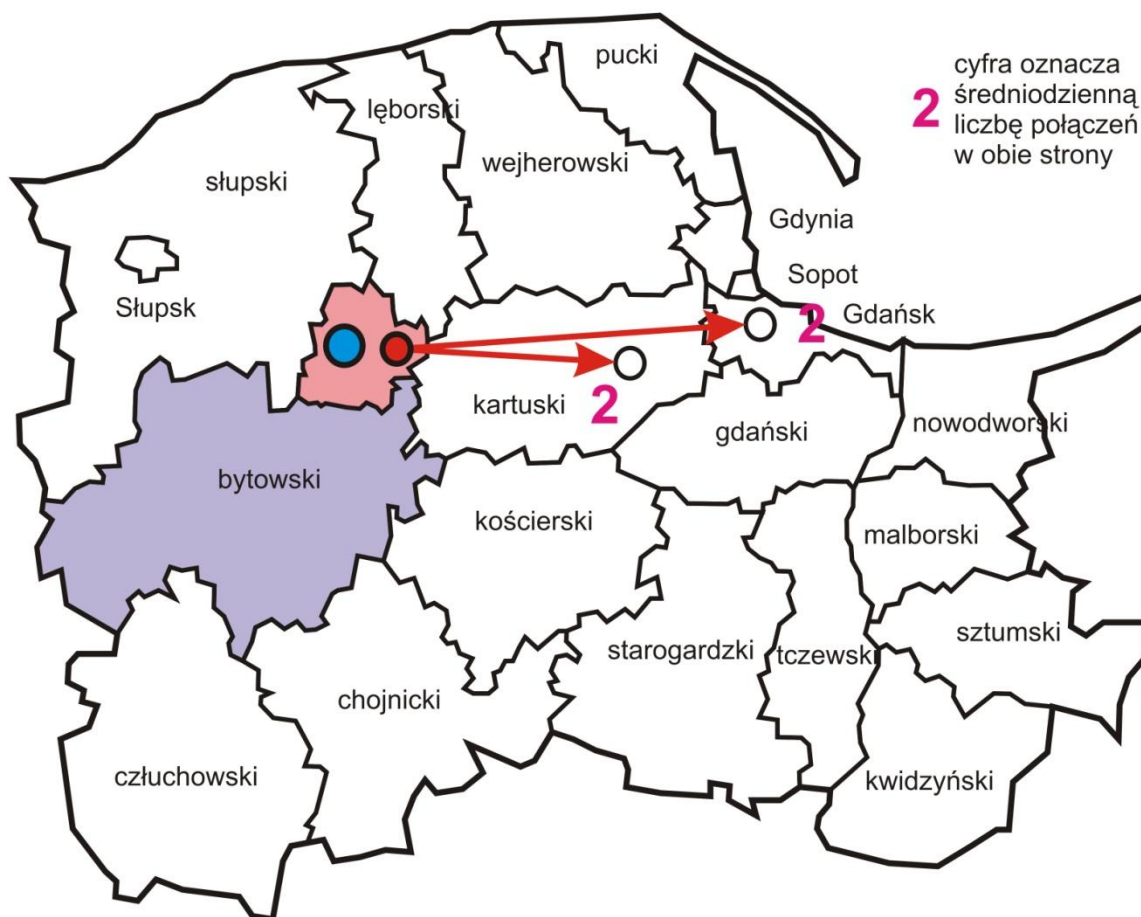 pucki
cyfra oznacza
2 średniodzienną
liczbę połączeń
w obie strony
lęborski
wejherowski
słupski
Gdynia
Sopot
Słupsk
2 Gdańsk
kartuski 2
gdański
nowodworski
bytowski
kościerski
malborski
sztumski
starogardzki
tczewski
chojnicki
człuchowski
kwidzyński